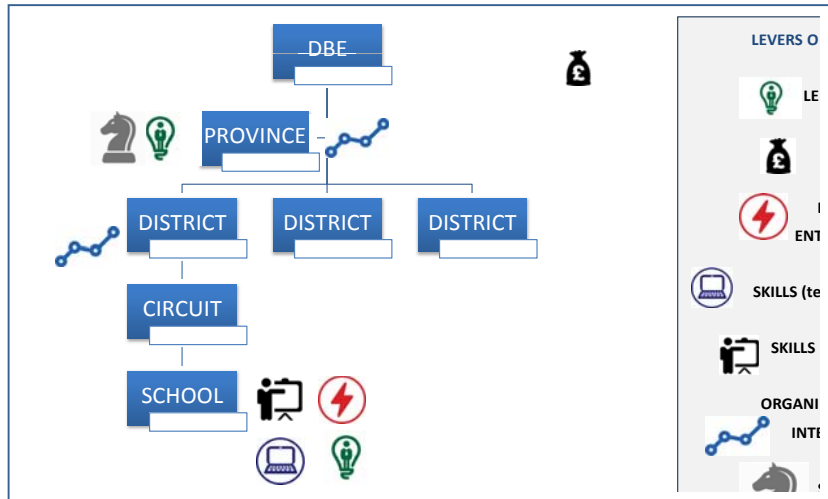 DBE
PROVINCE
DISTRICT DISTRICT DISTRICT
CIRCUIT
SCHOOL
LEVERS O
LE
£
£
ENT
SKILLS (te
SKILLS
ORGANI
INTE